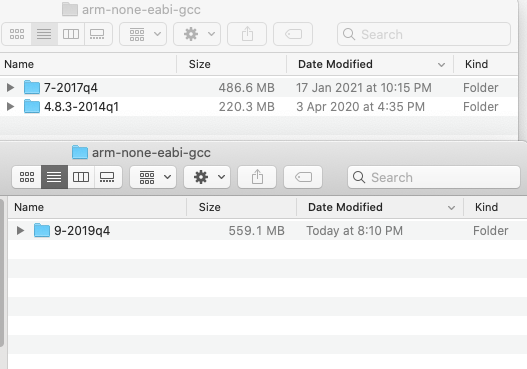 arm-none-eabi-gcc
Search
Name Size Date Modified Kind
7-2017q4 486.6 MB 17 Jan 2021 at 10:15 PM Folder
4.8.3-2014q1 220.3 MB 3 Apr 2020 at 4:35 PM Folder
arm-none-eabi-gcc
Search
Name Size Date Modified Kind
9-2019q4 559.1 MB Today at 8:10 PM Folder